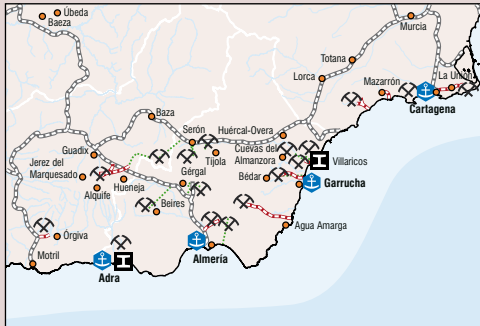 Úbeda
Baeza
Murcia
Totana
Lorca
La Unión
Mazarrón
Cartagena
Baza
Serón
Huércal-Overa
Guadix
Cuevas del
Almanzora
Tíjola
Villaricos
Jerez del
Marquesado
Gérgal
Bédar
Hueneja
Garrucha
Alquife
Beires
Agua Amarga
Órgiva
Almería
Motril
Adra